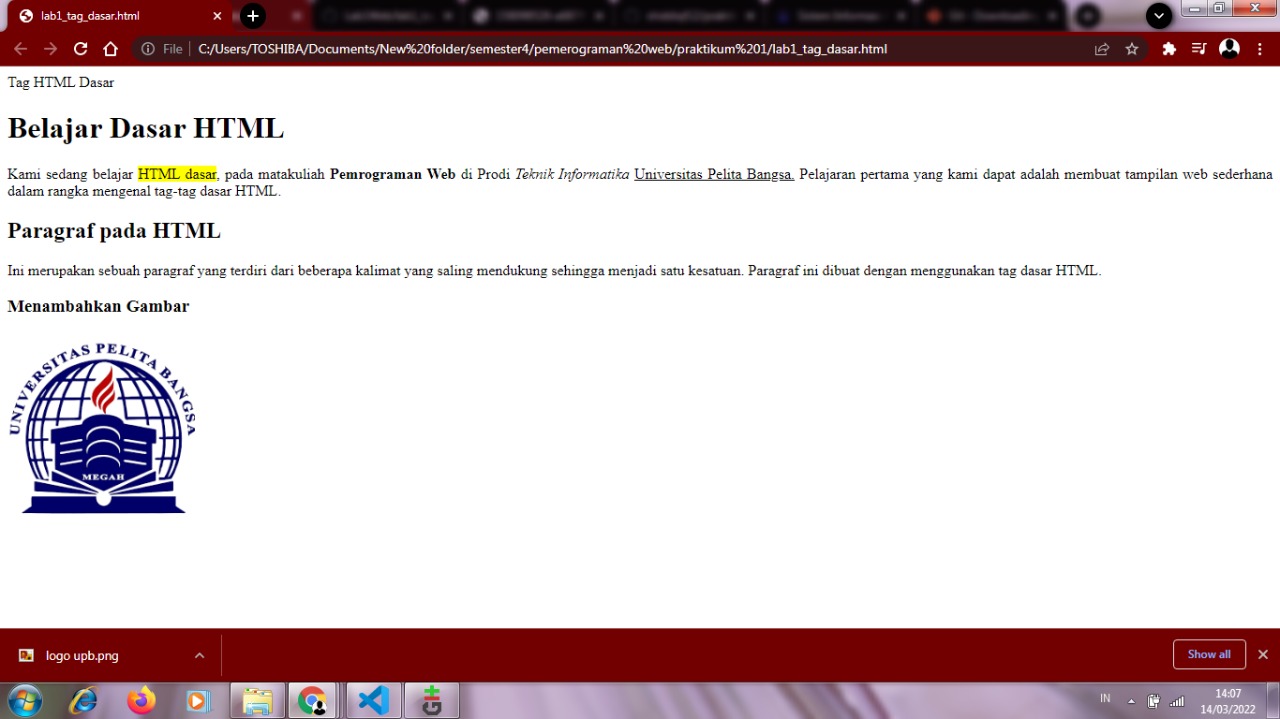 lab1_tag_dasar.html
File
C:/Users/TOSHIBA/Documents/New%20folder/semester4/pemerograman%20web/praktikum%201/lab1_tag_dasar.html
Tag HTML Dasar
Belajar Dasar HTML
Kami sedang belajar HTML dasar, pada matakuliah Pemrograman Web di Prodi Teknik Informatika Universitas Pelita Bangsa. Pelajaran pertama yang kami dapat adalah membuat tampilan web sederhana
dalam rangka mengenal tag-tag dasar HTML.
Paragraf pada HTML
Ini merupakan sebuah paragraf yang terdiri dari beberapa kalimat yang saling mendukung sehingga menjadi satu kesatuan. Paragraf ini dibuat dengan menggunakan tag dasar HTML.
Menambahkan Gambar
UNIVERSITAS PELITA BANGSA
MEGAH
logo upb.png
Show all
IN
14:07
14/03/2022